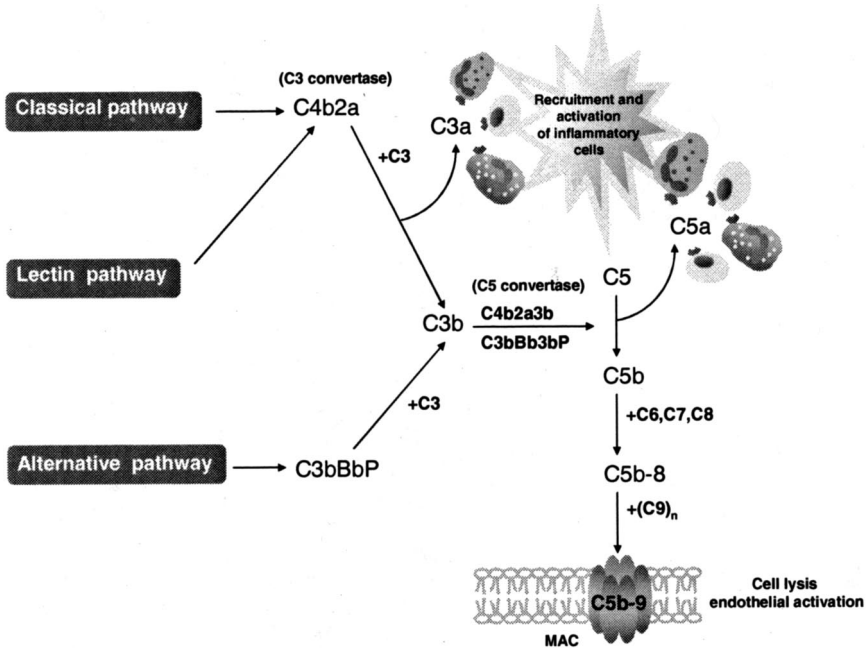 (C3 convertase)
Classical pathway
C4b2a
C3a
Recruitment and
activation
of inflammatory
cells
+C3
C5a
Lectin pathway
(C5 convertase)
C5
C3b
C4b2a3b
C3bBb3bP
C5b
+C3
+C6,C7,C8
Alternative pathway
C3bBbP
C5b-8
+(C9)n
C5b-9
Cell lysis
endothelial activation
MAC